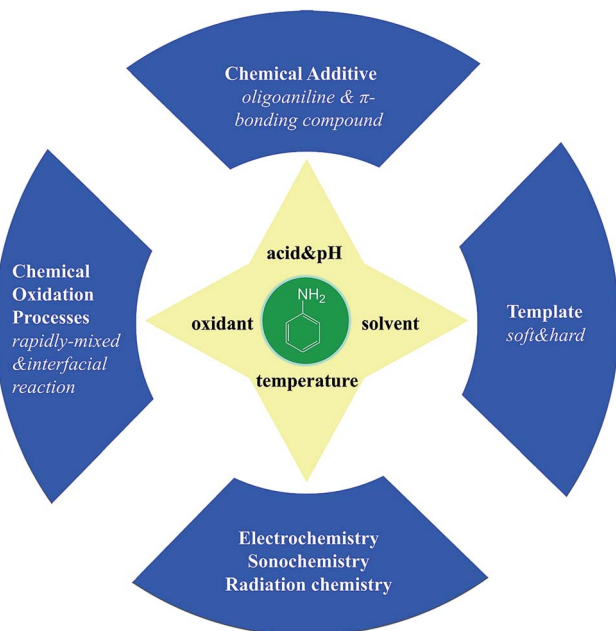 Chemical Additive
oligoaniline & π-
bonding compound
Chemical
Oxidation
Processes
rapidly-mixed
&interfacial
reaction
acid&pH
NH₂
oxidant
solvent
temperature
Template
soft&hard
Electrochemistry
Sonochemistry
Radiation chemistry